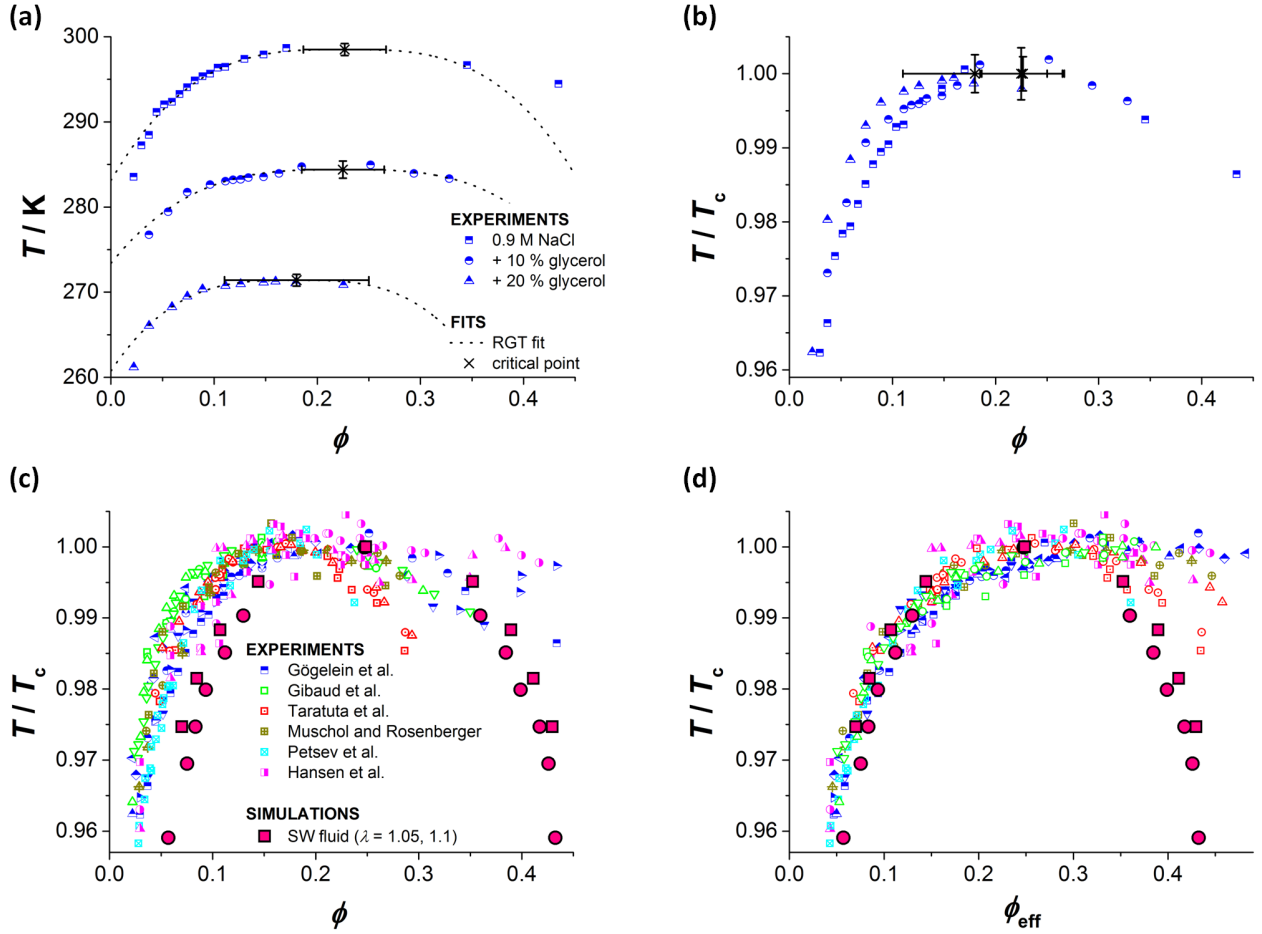 (a)
300
290
280
270
260
T / K
0.0 0.1 0.2 0.3 0.4
ϕ
EXPERIMENTS
0.9 M NaCl
+ 10 % glycerol
+ 20 % glycerol
FITS
RGT fit
critical point
(b)
1.00
0.99
0.98
0.97
0.96
T / Tc
0.0 0.1 0.2 0.3 0.4
ϕ
(c)
1.00
0.99
0.98
0.97
0.96
T / Tc
0.0 0.1 0.2 0.3 0.4
ϕ
EXPERIMENTS
Gögelein et al.
Gibaud et al.
Taratuta et al.
Muschol and Rosenberger
Petsev et al.
Hansen et al.
SIMULATIONS
SW fluid (λ = 1.05, 1.1)
(d)
1.00
0.99
0.98
0.97
0.96
T / Tc
0.0 0.1 0.2 0.3 0.4
ϕeff